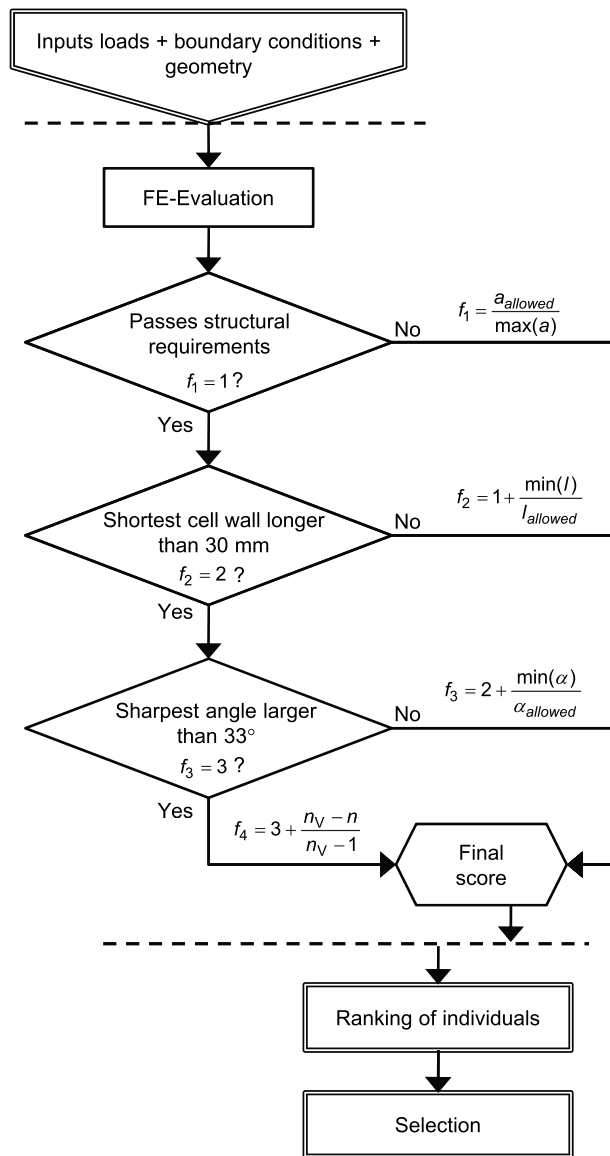 Inputs loads + boundary conditions +
geometry
FE-Evaluation
Passes structural
requirements
f₁ = 1 ?
No
f₁ = a_allowed / max(a)
Yes
Shortest cell wall longer
than 30 mm
f₂ = 2 ?
No
f₂ = 1 + min(l) / l_allowed
Yes
Sharpest angle larger
than 33°
f₃ = 3 ?
No
f₃ = 2 + min(α) / α_allowed
Yes
f₄ = 3 + (n_V − n) / (n_V − 1)
Final
score
Ranking of individuals
Selection